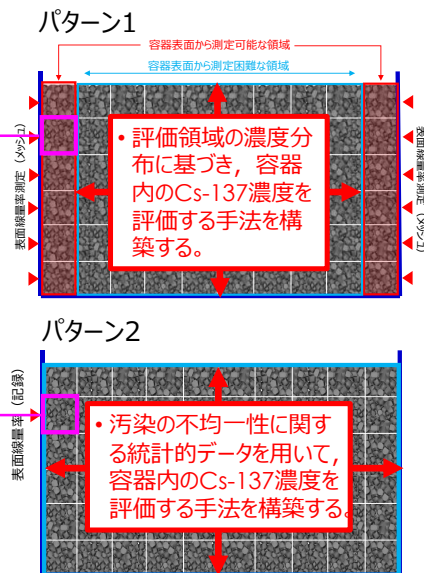 パターン1
容器表面から測定可能な領域
容器表面から測定困難な領域
表面線量率測定（メッシュ）
• 評価領域の濃度分
布に基づき，容器
内のCs-137濃度を
評価する手法を構
築する。
表面線量率測定（メッシュ）
パターン2
表面線量率（記録）
• 汚染の不均一性に関す
る統計的データを用いて，
容器内のCs-137濃度を
評価する手法を構築する。